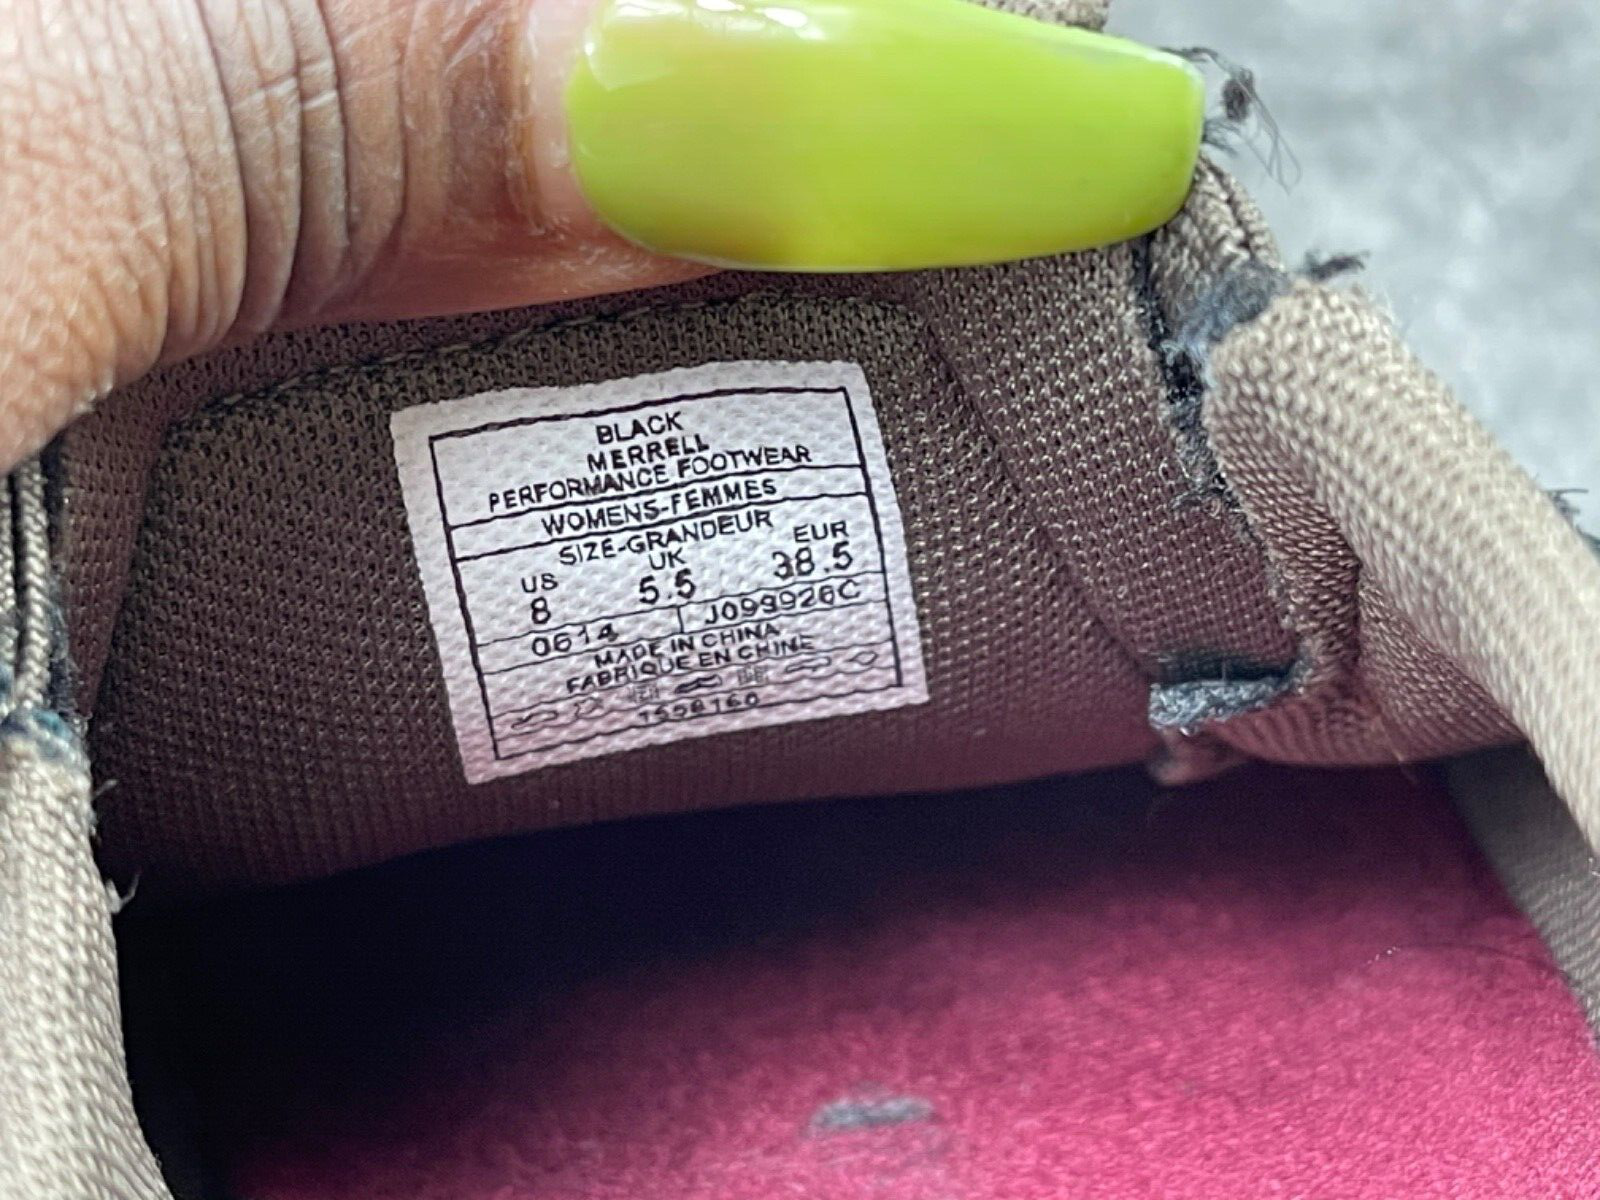 BLACK
MERRELL
PERFORMANCE FOOTWEAR
WOMENS-FEMMES
SIZE-GRANDEUR
US UK EUR
8 5.5 38.5
0614 J099926C
MADE IN CHINA
FABRIQUE EN CHINE